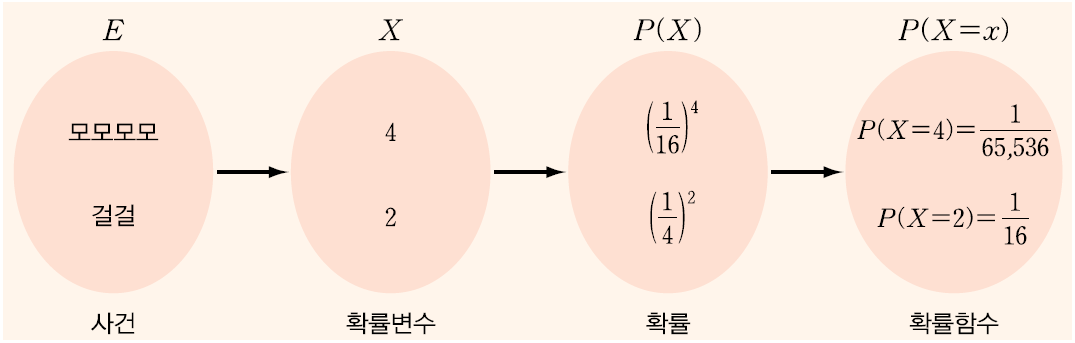 E X P(X) P(X=x)
모모모모 4 (1/16)^4 P(X=4)=1/65,536
걸걸 2 (1/4)^2 P(X=2)=1/16
사건 확률변수 확률 확률함수